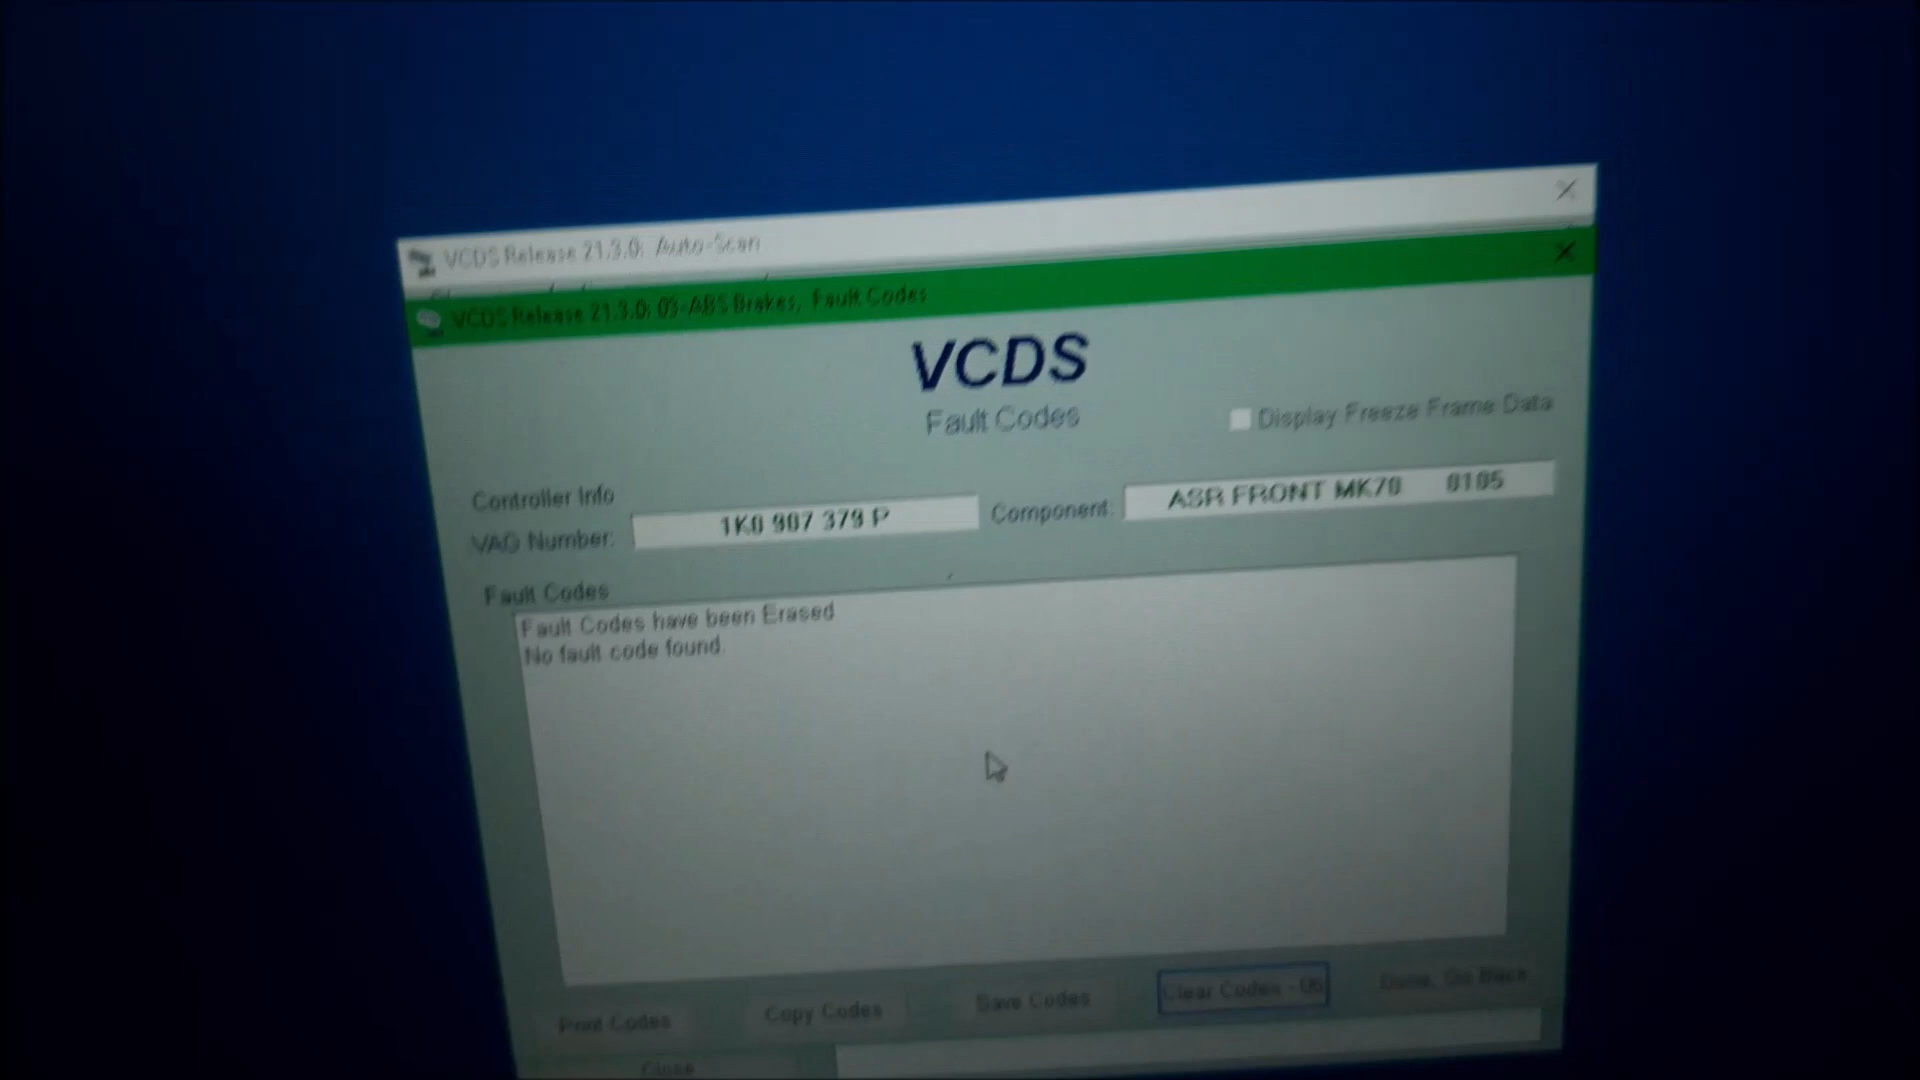 VCDS Release 21.3.0: Auto-Scan
VCDS Release 21.3.0: 03-ABS Brakes, Fault Codes
VCDS
Fault Codes
Display Freeze Frame Data
Controller Info
VAG Number: 1K0 907 379 P Component: ASR FRONT MK70 0105
Fault Codes
Fault Codes have been Erased
No fault code found.
Print Codes Copy Codes Save Codes Clear Codes - 05 Done, Go Back
Close